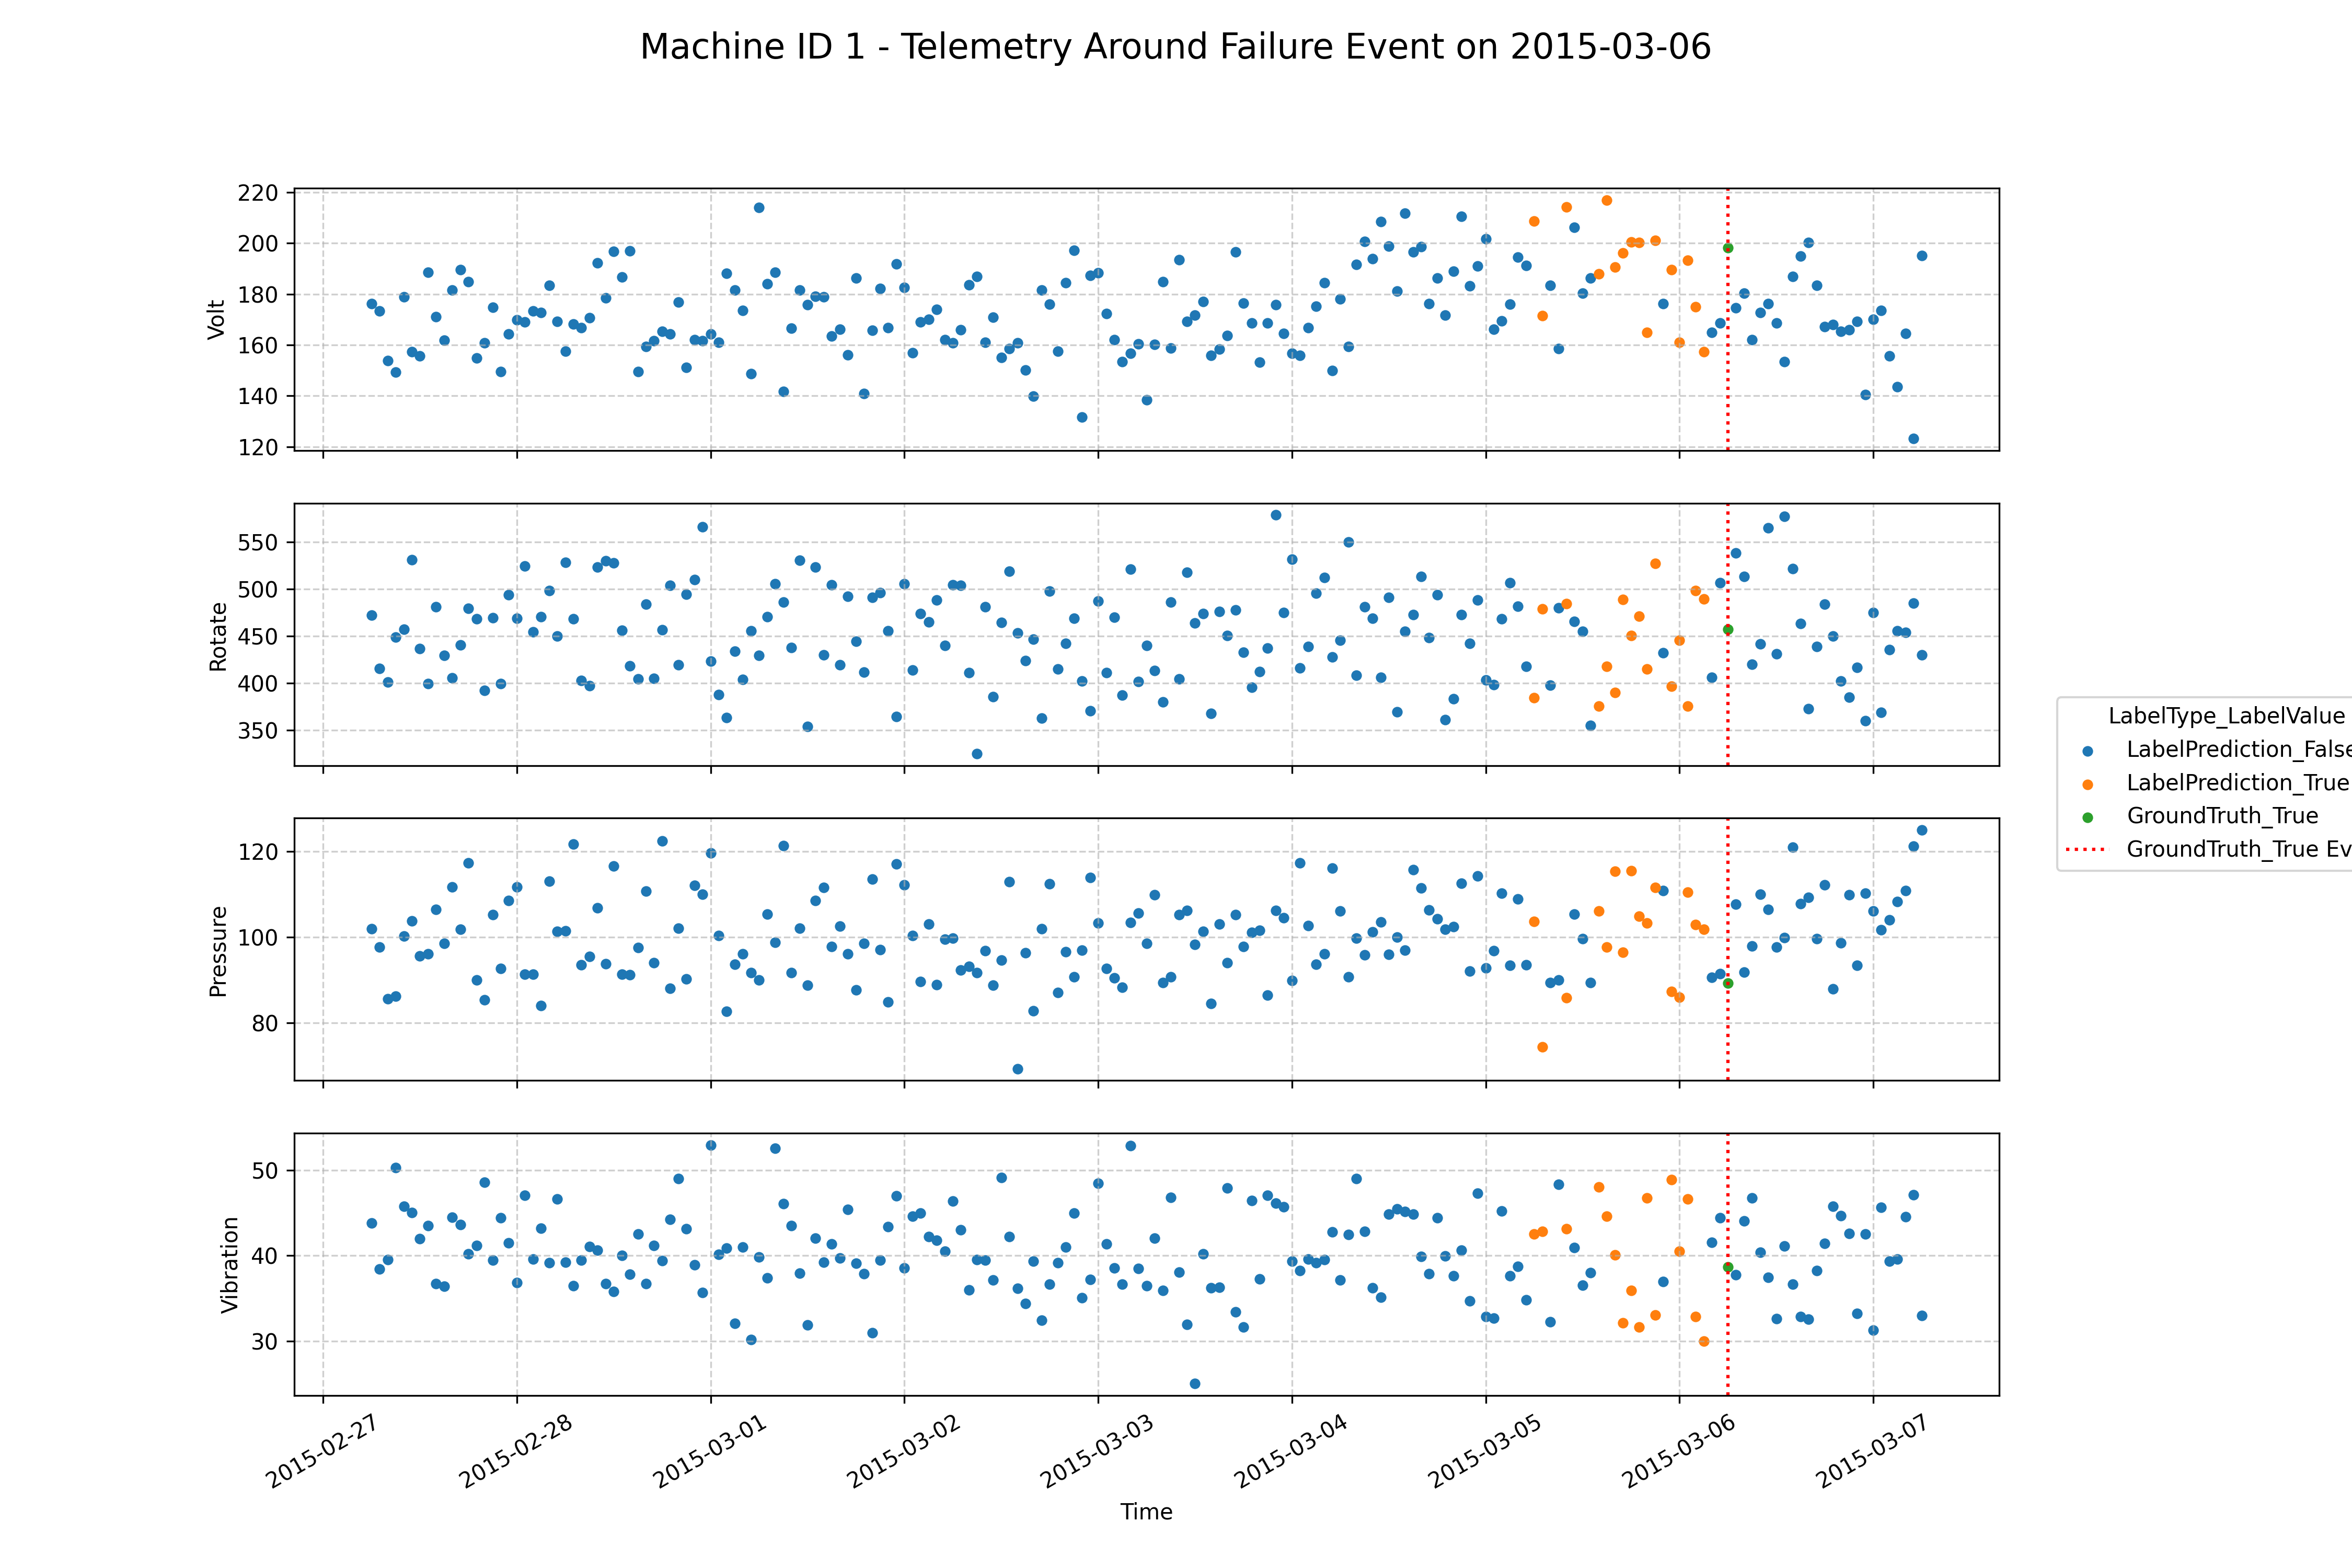 Machine ID 1 - Telemetry Around Failure Event on 2015-03-06
220
200
180
160
140
120
Volt
550
500
450
400
350
Rotate
120
100
80
Pressure
50
40
30
Vibration
2015-02-27
2015-02-28
2015-03-01
2015-03-02
2015-03-03
2015-03-04
2015-03-05
2015-03-06
2015-03-07
Time
LabelType_LabelValue
LabelPrediction_False
LabelPrediction_True
GroundTruth_True
GroundTruth_True Ev